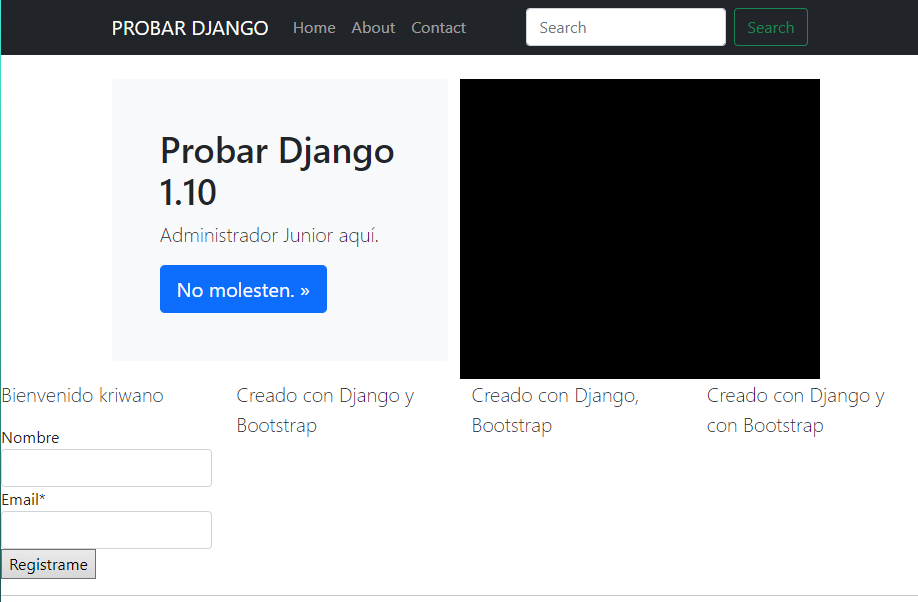 PROBAR DJANGO Home About Contact Search Search
Probar Django
1.10
Administrador Junior aquí.
No molesten. »
Bienvenido kriwano
Nombre
Email*
Registrame
Creado con Django y
Bootstrap
Creado con Django,
Bootstrap
Creado con Django y
con Bootstrap